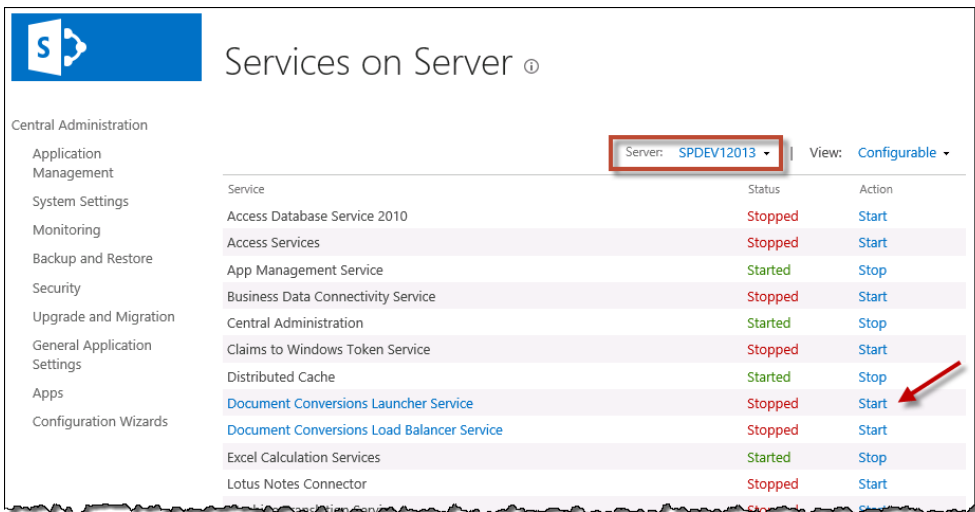 S
Services on Server
Central Administration
Application
Management
System Settings
Monitoring
Backup and Restore
Security
Upgrade and Migration
General Application
Settings
Apps
Configuration Wizards
Server: SPDEV12013 | View: Configurable
Service Status Action
Access Database Service 2010 Stopped Start
Access Services Stopped Start
App Management Service Started Stop
Business Data Connectivity Service Stopped Start
Central Administration Started Stop
Claims to Windows Token Service Stopped Start
Distributed Cache Started Stop
Document Conversions Launcher Service Stopped Start
Document Conversions Load Balancer Service Stopped Start
Excel Calculation Services Started Stop
Lotus Notes Connector Stopped Start